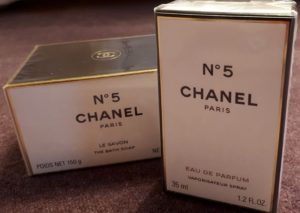 N°5
CHANEL
PARIS
LE SAVON
THE BATH SOAP
POIDS NET 150 g
N°5
CHANEL
PARIS
EAU DE PARFUM
VAPORISATEUR SPRAY
35 ml
1.2 FL.OZ.